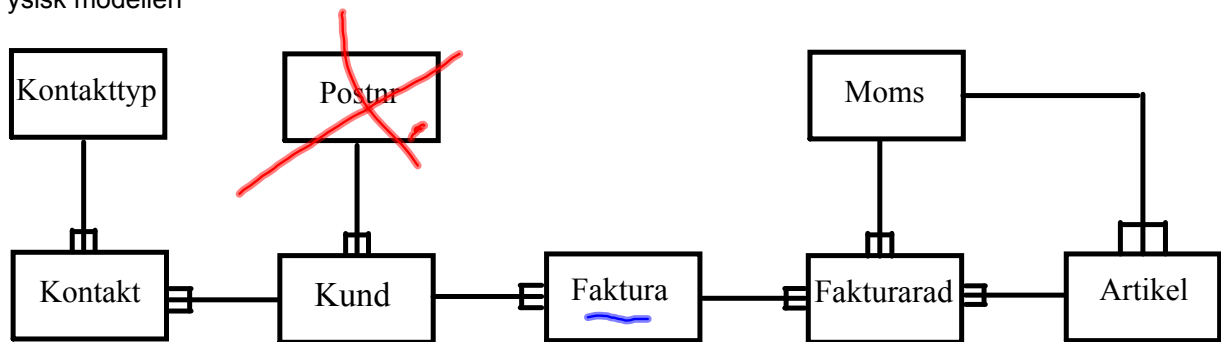 ysisk modellen
Kontakttyp
Postnr
Moms
Kontakt
Kund
Faktura
Fakturarad
Artikel